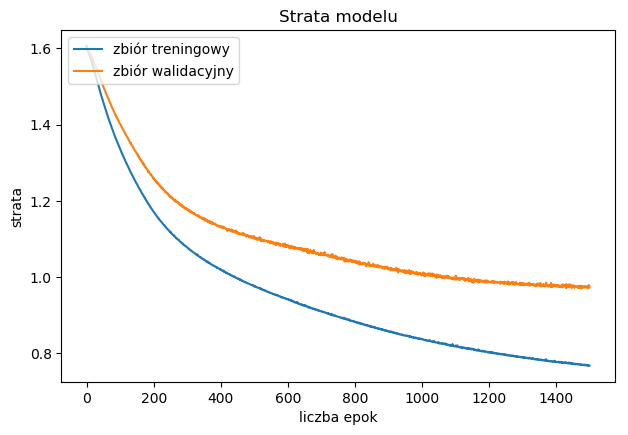 Strata modelu
zbiór treningowy
zbiór walidacyjny
strata
1.6
1.4
1.2
1.0
0.8
0 200 400 600 800 1000 1200 1400
liczba epok